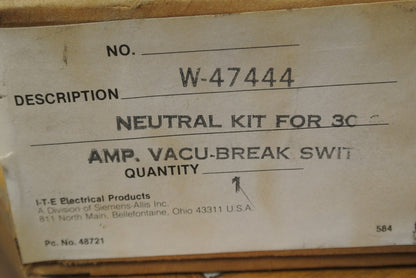 NO. W-47444
DESCRIPTION
NEUTRAL KIT FOR
AMP. VACU-BREAK SWIT
QUANTITY 1
I-T-E Electrical Products
A Division of Siemens-Allis Inc.
811 North Main, Bellefontaine, Ohio 43311 U.S.A.
Pc. No. 48721 584